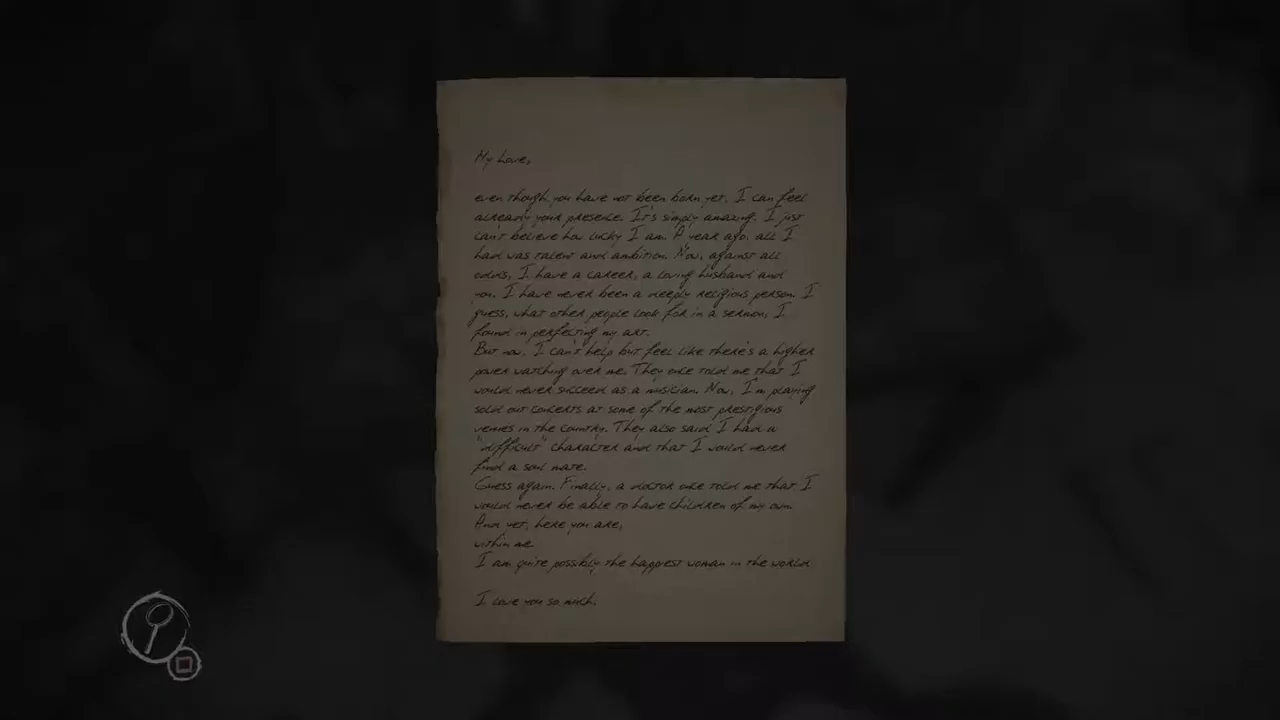 My Love,
even though you have not been born yet, I can feel
already your presence. It's simply amazing. I just
can't believe how lucky I am. A year ago, all I
had was talent and ambition. Now, against all
odds, I have a career, a loving husband and
you. I have never been a deeply religious person. I
guess, what other people look for in a sermon, I
found in perfecting my art.
But now, I can't help but feel like there's a higher
power watching over me. They once told me that I
would never succeed as a musician. Now, I'm playing
sold out concerts at some of the most prestigious
venues in the country. They also said I had a
"difficult" character and that I would never
find a soul mate.
Guess again. Finally, a doctor once told me that I
would never be able to have children of my own.
And yet, here you are,
within me.
I am quite possibly the happiest woman in the world
I love you so much.